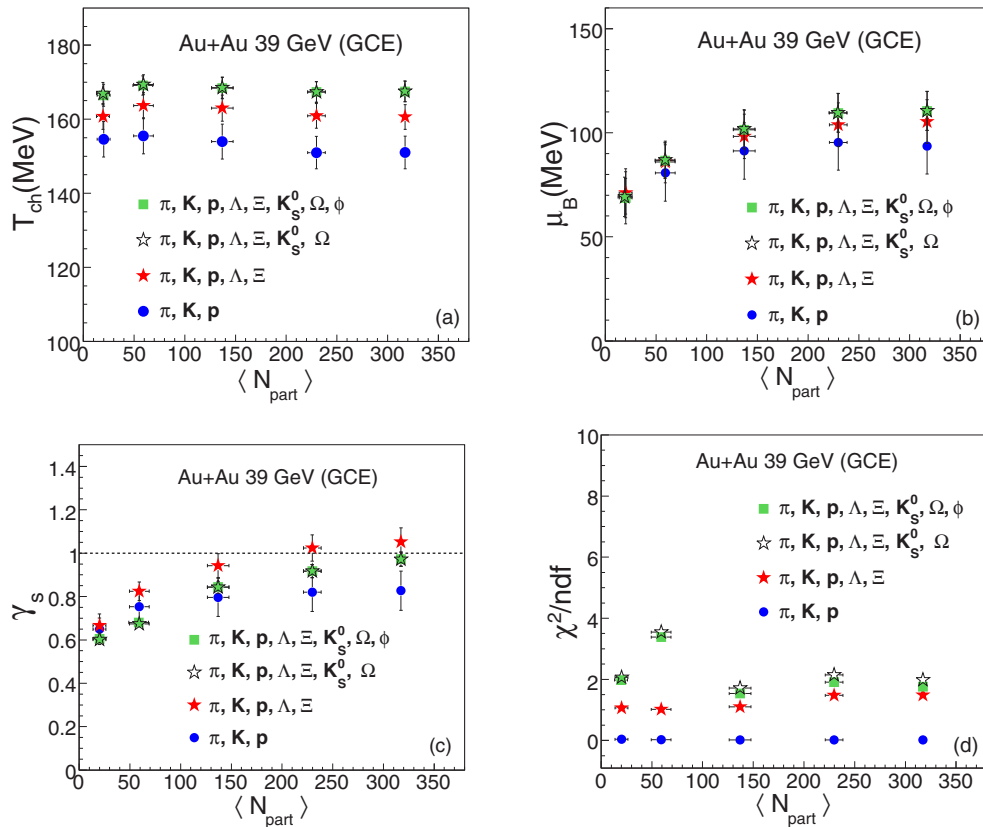 Au+Au 39 GeV (GCE)
T_ch(MeV)
180
160
140
120
100
π, K, p, Λ, Ξ, K_S^0, Ω, ϕ
π, K, p, Λ, Ξ, K_S^0, Ω
π, K, p, Λ, Ξ
π, K, p
(a)
0 50 100 150 200 250 300 350
⟨ N_part ⟩
Au+Au 39 GeV (GCE)
μ_B(MeV)
150
100
50
0
π, K, p, Λ, Ξ, K_S^0, Ω, ϕ
π, K, p, Λ, Ξ, K_S^0, Ω
π, K, p, Λ, Ξ
π, K, p
(b)
0 50 100 150 200 250 300 350
⟨ N_part ⟩
Au+Au 39 GeV (GCE)
γ_s
1.4
1.2
1
0.8
0.6
0.4
0.2
0
π, K, p, Λ, Ξ, K_S^0, Ω, ϕ
π, K, p, Λ, Ξ, K_S^0, Ω
π, K, p, Λ, Ξ
π, K, p
(c)
0 50 100 150 200 250 300 350
⟨ N_part ⟩
Au+Au 39 GeV (GCE)
χ²/ndf
10
8
6
4
2
0
π, K, p, Λ, Ξ, K_S^0, Ω, ϕ
π, K, p, Λ, Ξ, K_S^0, Ω
π, K, p, Λ, Ξ
π, K, p
(d)
0 50 100 150 200 250 300 350
⟨ N_part ⟩